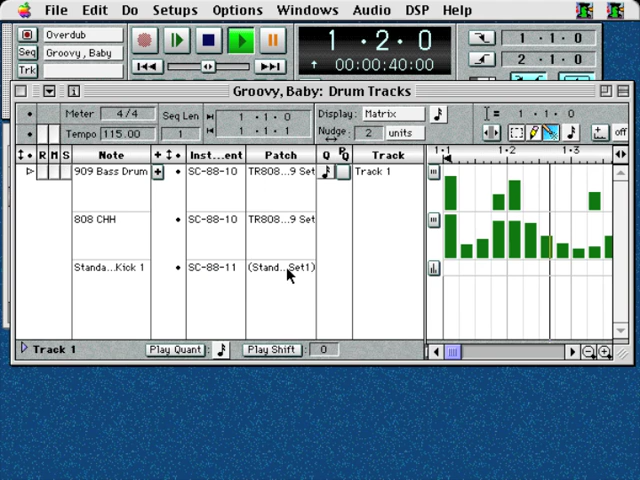 File Edit Do Setups Options Windows Audio DSP Help
Overdub
Seq Groovy, Baby
Trk
1 · 2 · 0
00:00:40:00
1 · 1 · 0
2 · 1 · 0
Groovy, Baby: Drum Tracks
Meter 4/4
Tempo 115.00
Seq Len
1
1 · 1 · 0
1 · 1 · 1
Display: Matrix
Nudge: 2 units
1 · 1 · 0
off
R M S Note Inst...ent Patch Q PQ Track
1·1 1·2 1·3
909 Bass Drum SC-88-10 TR808...9 Set Track 1
808 CHH SC-88-10 TR808...9 Set
Standa...Kick 1 SC-88-11 (Stand...Set1)
Track 1 Play Quant: Play Shift: 0